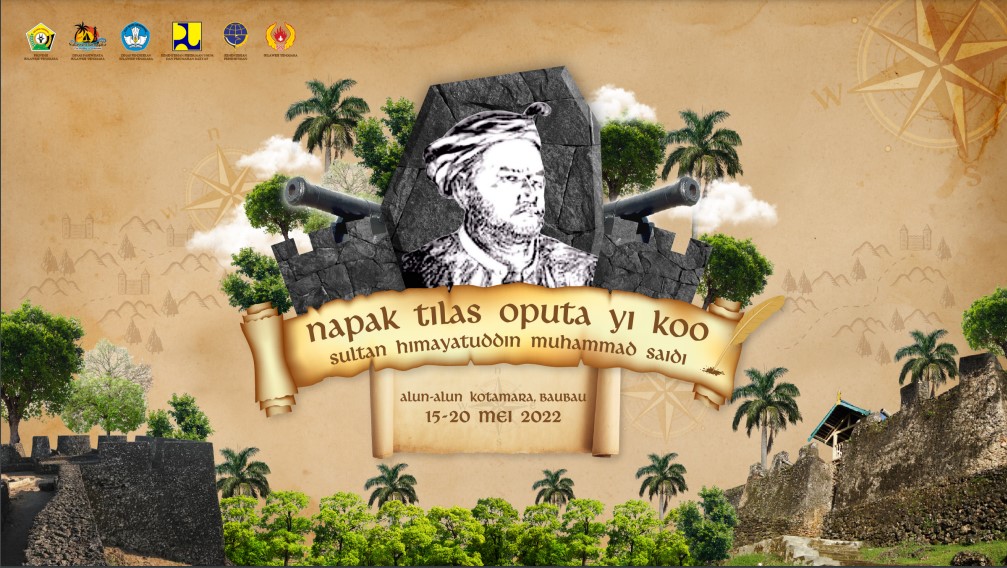 napak tilas oputa yi koo
sultan himayatuddin muhammad saidi
alun-alun kotamara, baubau
15-20 mei 2022
n
w
W
S